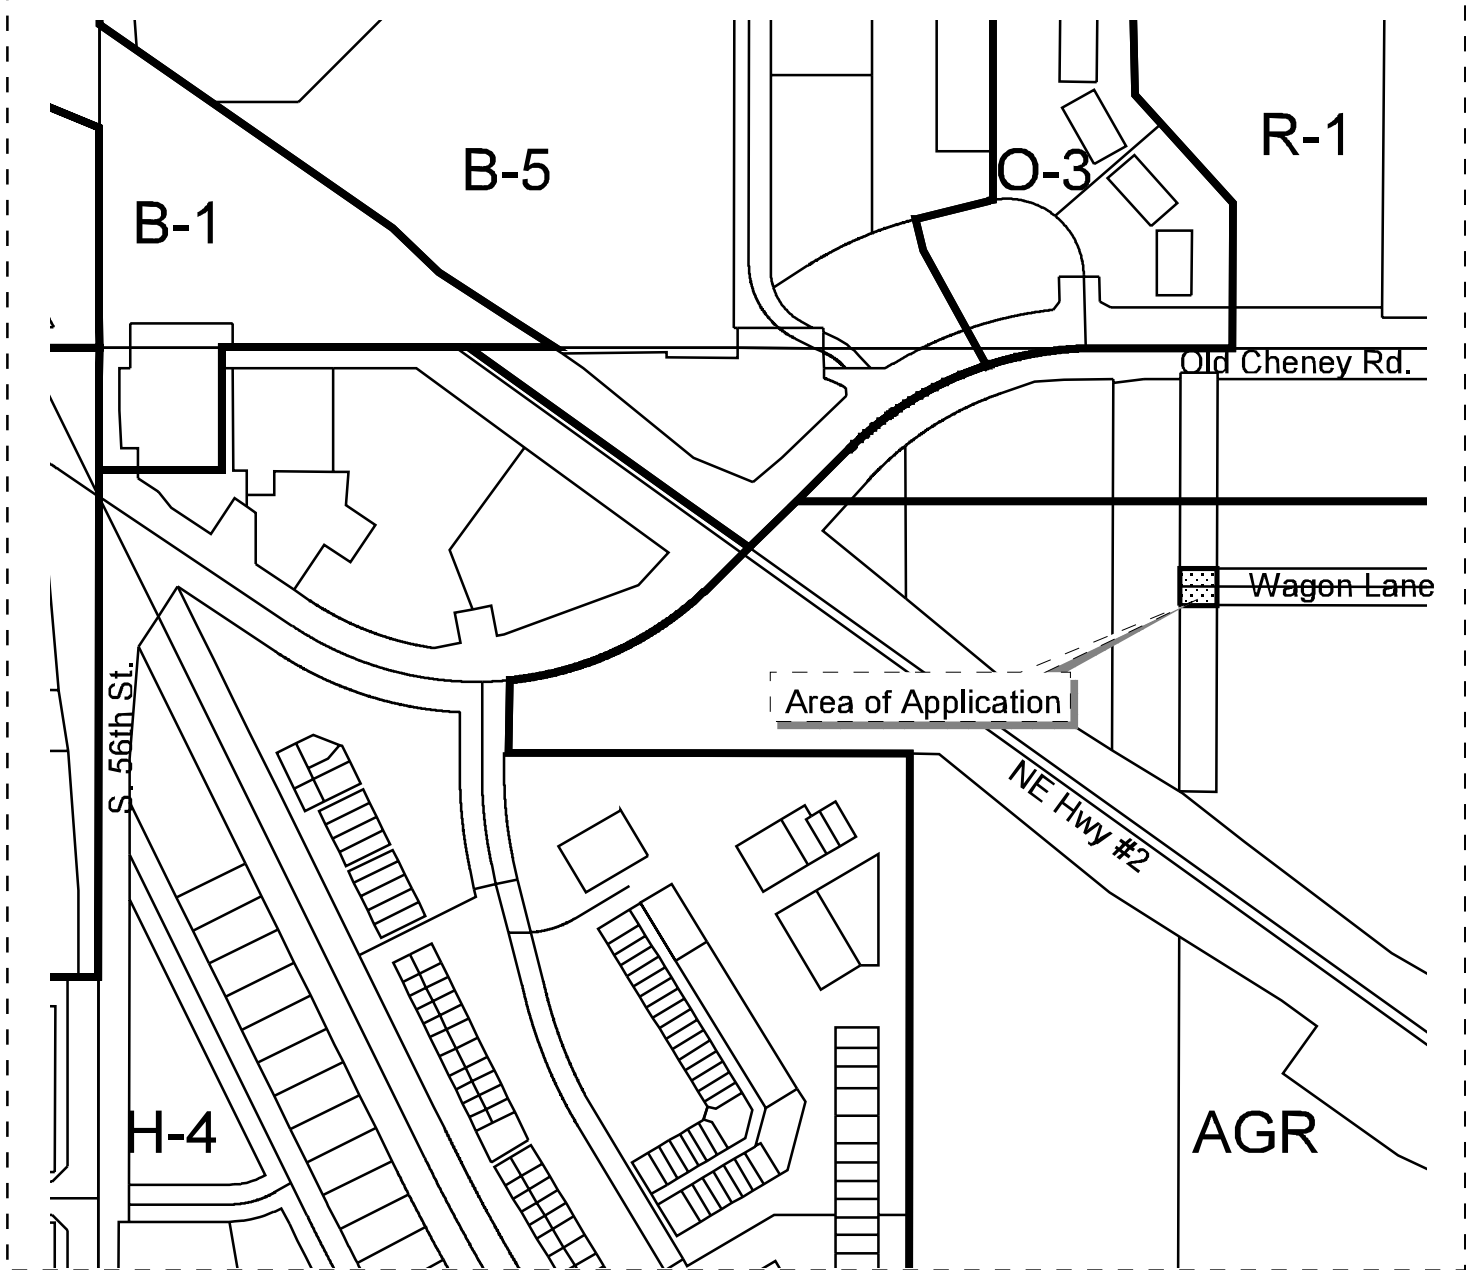 R-1
B-5
O-3
B-1
Old Cheney Rd.
Wagon Lane
Area of Application
S. 56th St.
NE Hwy #2
H-4
AGR